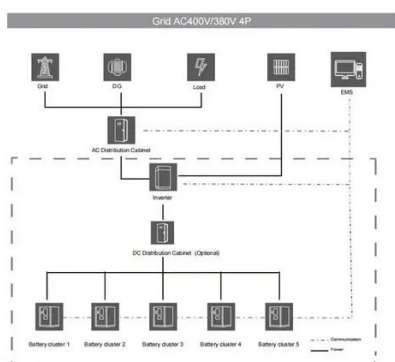 Grid AC400V/380V 4P
Grid
DG
Load
PV
EMS
AC Distribution Cabinet
Inverter
DC Distribution Cabinet (Optional)
Battery cluster 1
Battery cluster 2
Battery cluster 3
Battery cluster 4
Battery cluster 5
Communication
Power